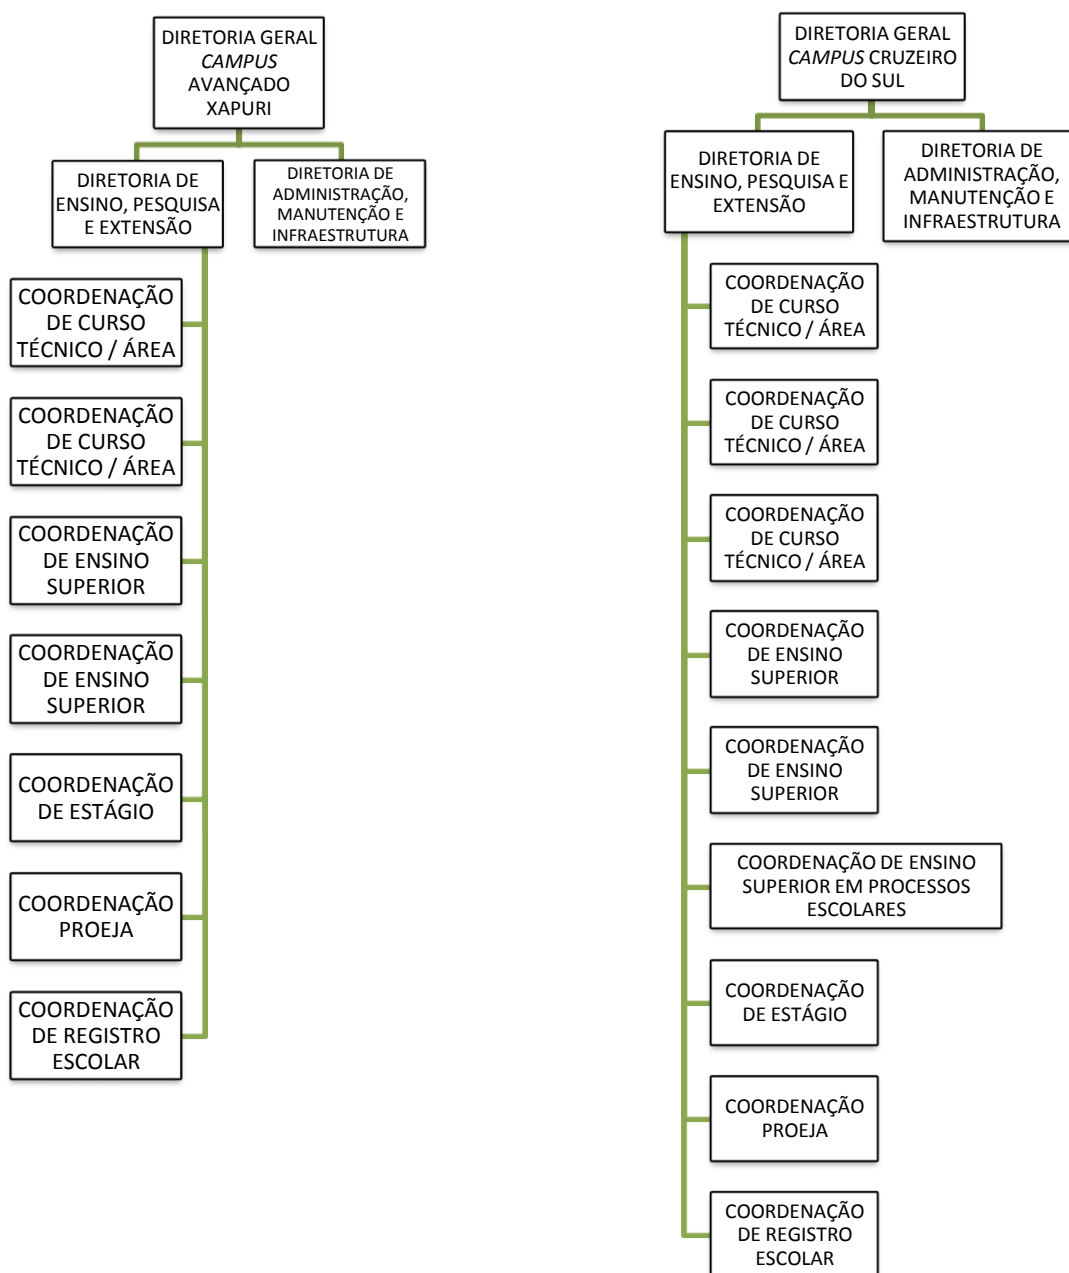 DIRETORIA GERAL
CAMPUS
AVANÇADO
XAPURI
DIRETORIA DE
ENSINO, PESQUISA
E EXTENSÃO
DIRETORIA DE
ADMINISTRAÇÃO,
MANUTENÇÃO E
INFRAESTRUTURA
COORDENAÇÃO
DE CURSO
TÉCNICO / ÁREA
COORDENAÇÃO
DE CURSO
TÉCNICO / ÁREA
COORDENAÇÃO
DE ENSINO
SUPERIOR
COORDENAÇÃO
DE ENSINO
SUPERIOR
COORDENAÇÃO
DE ESTÁGIO
COORDENAÇÃO
PROEJA
COORDENAÇÃO
DE REGISTRO
ESCOLAR
DIRETORIA GERAL
CAMPUS CRUZEIRO
DO SUL
DIRETORIA DE
ENSINO, PESQUISA E
EXTENSÃO
DIRETORIA DE
ADMINISTRAÇÃO,
MANUTENÇÃO E
INFRAESTRUTURA
COORDENAÇÃO
DE CURSO
TÉCNICO / ÁREA
COORDENAÇÃO
DE CURSO
TÉCNICO / ÁREA
COORDENAÇÃO
DE CURSO
TÉCNICO / ÁREA
COORDENAÇÃO
DE ENSINO
SUPERIOR
COORDENAÇÃO
DE ENSINO
SUPERIOR
COORDENAÇÃO DE ENSINO
SUPERIOR EM PROCESSOS
ESCOLARES
COORDENAÇÃO
DE ESTÁGIO
COORDENAÇÃO
PROEJA
COORDENAÇÃO
DE REGISTRO
ESCOLAR